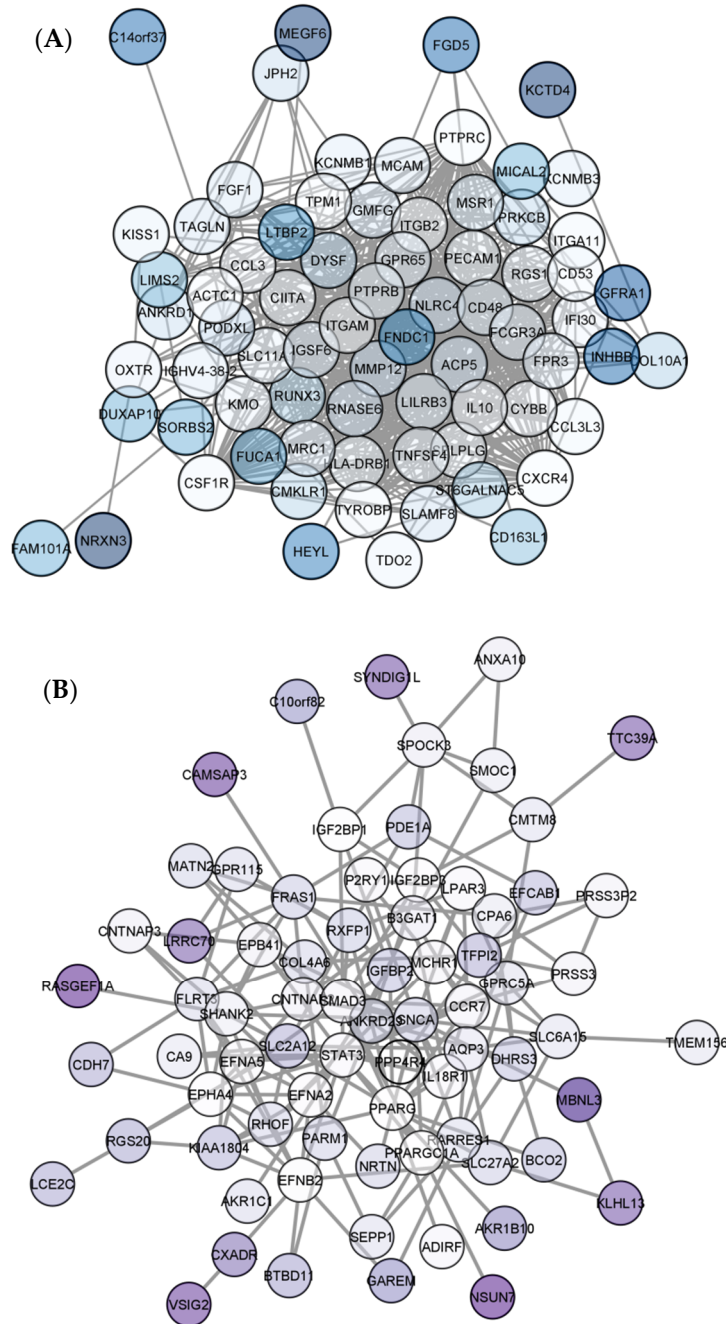 (A)
C14orf37
MEGF6
FGD5
JPH2
KCTD4
PTPRC
KCNMB1
MCAM
MICAL2
KCNMB3
FGF1
TPM1
GMFG
MSR1
PRKCB
KISS1
TAGLN
LTBP2
ITGB2
ITGA11
DYSF
GPR65
PECAM1
RGS1
CD53
LIMS2
CCL3
CIITA
PTPRB
NLRC4
CD48
GFRA1
ANKRD1
ACTC1
PODXL
ITGAM
FNDC1
FCGR3A
IFI30
OXTR
IGHV4-38-2
SLC11A
IGSF6
MMP12
ACP5
FPR3
INHBB
COL10A1
DUXAP10
SORBS2
KMO
RUNX3
RNASE6
LILRB3
IL10
CYBB
CCL3L3
FUCA1
MRC1
HLA-DRB1
TNFSF4
SELPLG
CSF1R
CMKLR1
ST6GALNAC5
CXCR4
TYROBP
SLAMF8
FAM101A
NRXN3
HEYL
TDO2
CD163L1
(B)
ANXA10
SYNDIG1L
C10orf82
SPOCK3
TTC39A
SMOC1
CAMSAP3
IGF2BP1
PDE1A
CMTM8
MATN2
GPR115
P2RY1
IGF2BP3
LPAR3
EFCAB1
PRSS3P2
FRAS1
B3GAT1
CPA6
CNTNAP3
LRRC70
EPB41
RXFP1
COL4A6
IGFBP2
MCHR1
TFPI2
PRSS3
RASGEF1A
FLRT3
SHANK2
SMAD3
ANKRD29
GNCA
CCR7
GPRC5A
SLC6A15
TMEM156
CDH7
CA9
EFNA5
SLC2A12
STAT3
PPP4R4
AQP3
IL18R1
DHRS3
EPHA4
EFNA2
PPARG
MBNL3
RGS20
KIAA1804
RHOF
PARM1
PPARGC1A
RARRES1
BCO2
LCE2C
EFNB2
NRTN
SLC27A2
AKR1C1
KLHL13
CXADR
SEPP1
ADIRF
AKR1B10
VSIG2
BTBD11
GAREM
NSUN7